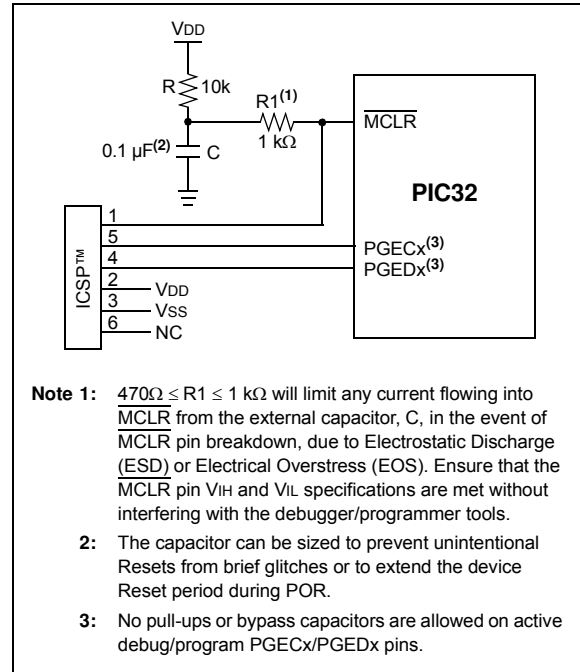 VDD
R 10k
R1(1)
1 kΩ
0.1 µF(2) C
MCLR
PIC32
ICSP™
1
5 PGECx(3)
4 PGEDx(3)
2 VDD
3 VSS
6 NC
Note 1: 470Ω ≤ R1 ≤ 1 kΩ will limit any current flowing into
MCLR from the external capacitor, C, in the event of
MCLR pin breakdown, due to Electrostatic Discharge
(ESD) or Electrical Overstress (EOS). Ensure that the
MCLR pin VIH and VIL specifications are met without
interfering with the debugger/programmer tools.
2: The capacitor can be sized to prevent unintentional
Resets from brief glitches or to extend the device
Reset period during POR.
3: No pull-ups or bypass capacitors are allowed on active
debug/program PGECx/PGEDx pins.